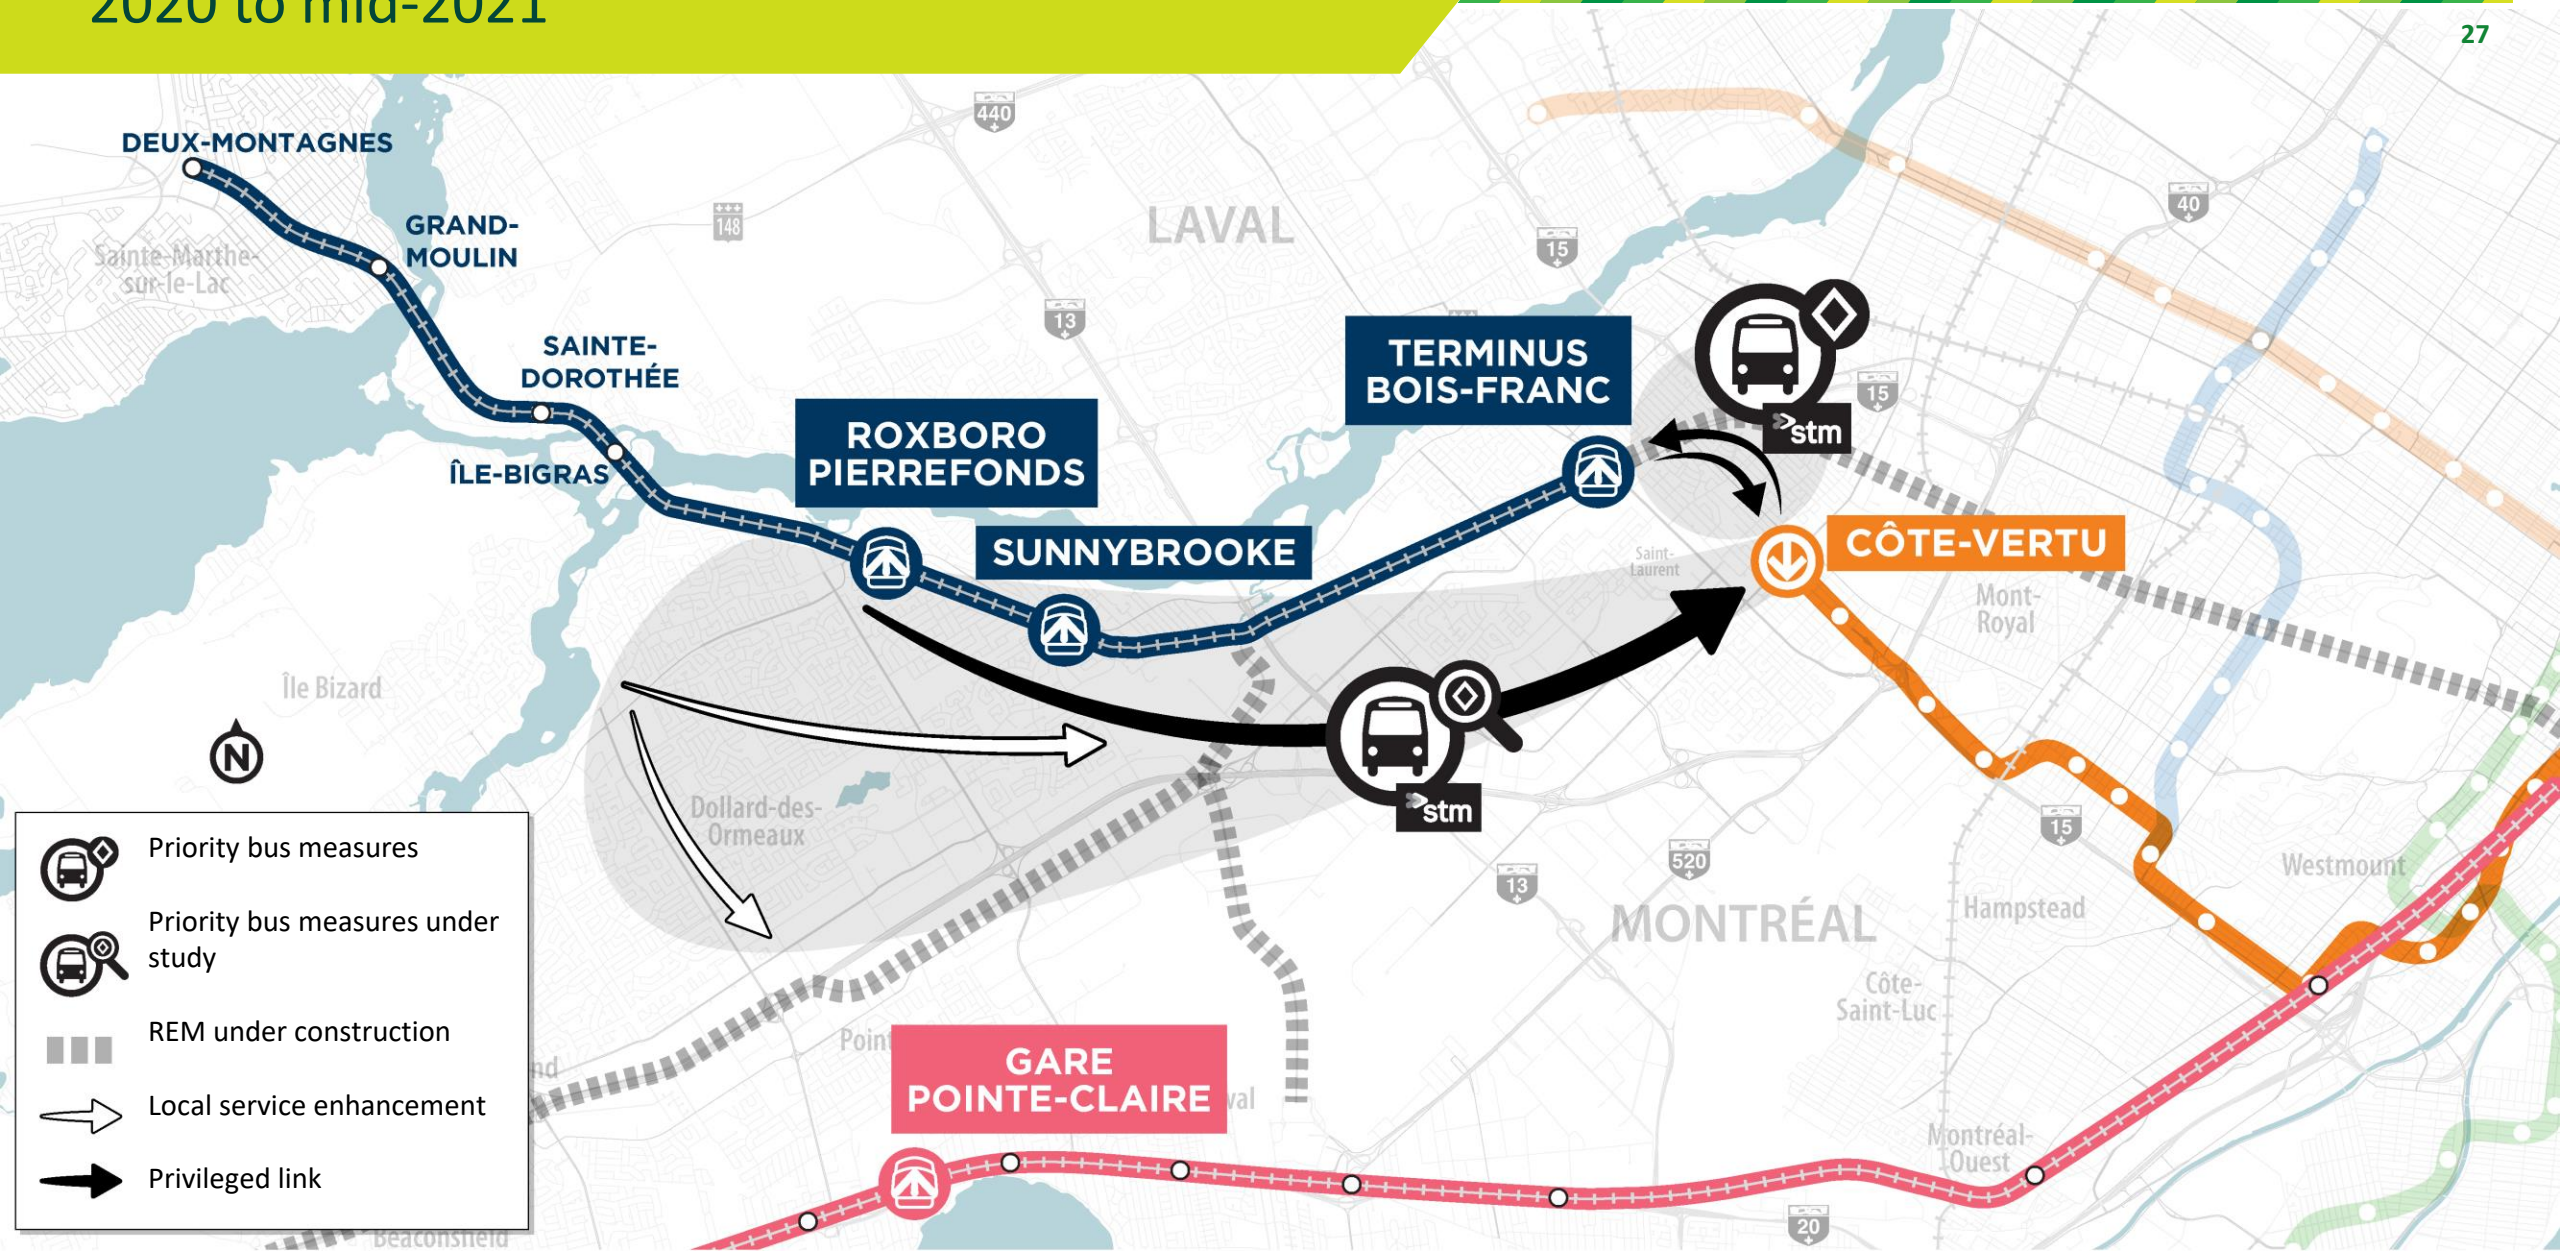 2020 to mid-2021
27
440
DEUX-MONTAGNES
GRAND-
MOULIN
148
LAVAL
15
40
Sainte-Marthe-
sur-le-Lac
13
SAINTE-
DOROTHÉE
TERMINUS
BOIS-FRANC
15
stm
ROXBORO
PIERREFONDS
ÎLE-BIGRAS
SUNNYBROOKE
CÔTE-VERTU
Saint-
Laurent
Mont-
Royal
Île Bizard
N
Dollard-des-
Ormeaux
stm
15
520
13
Westmount
MONTRÉAL
Hampstead
Côte-
Saint-Luc
Priority bus measures
Priority bus measures under
study
REM under construction
Local service enhancement
Privileged link
GARE
POINTE-CLAIRE
Montréal-
Ouest
20
Beaconsfield